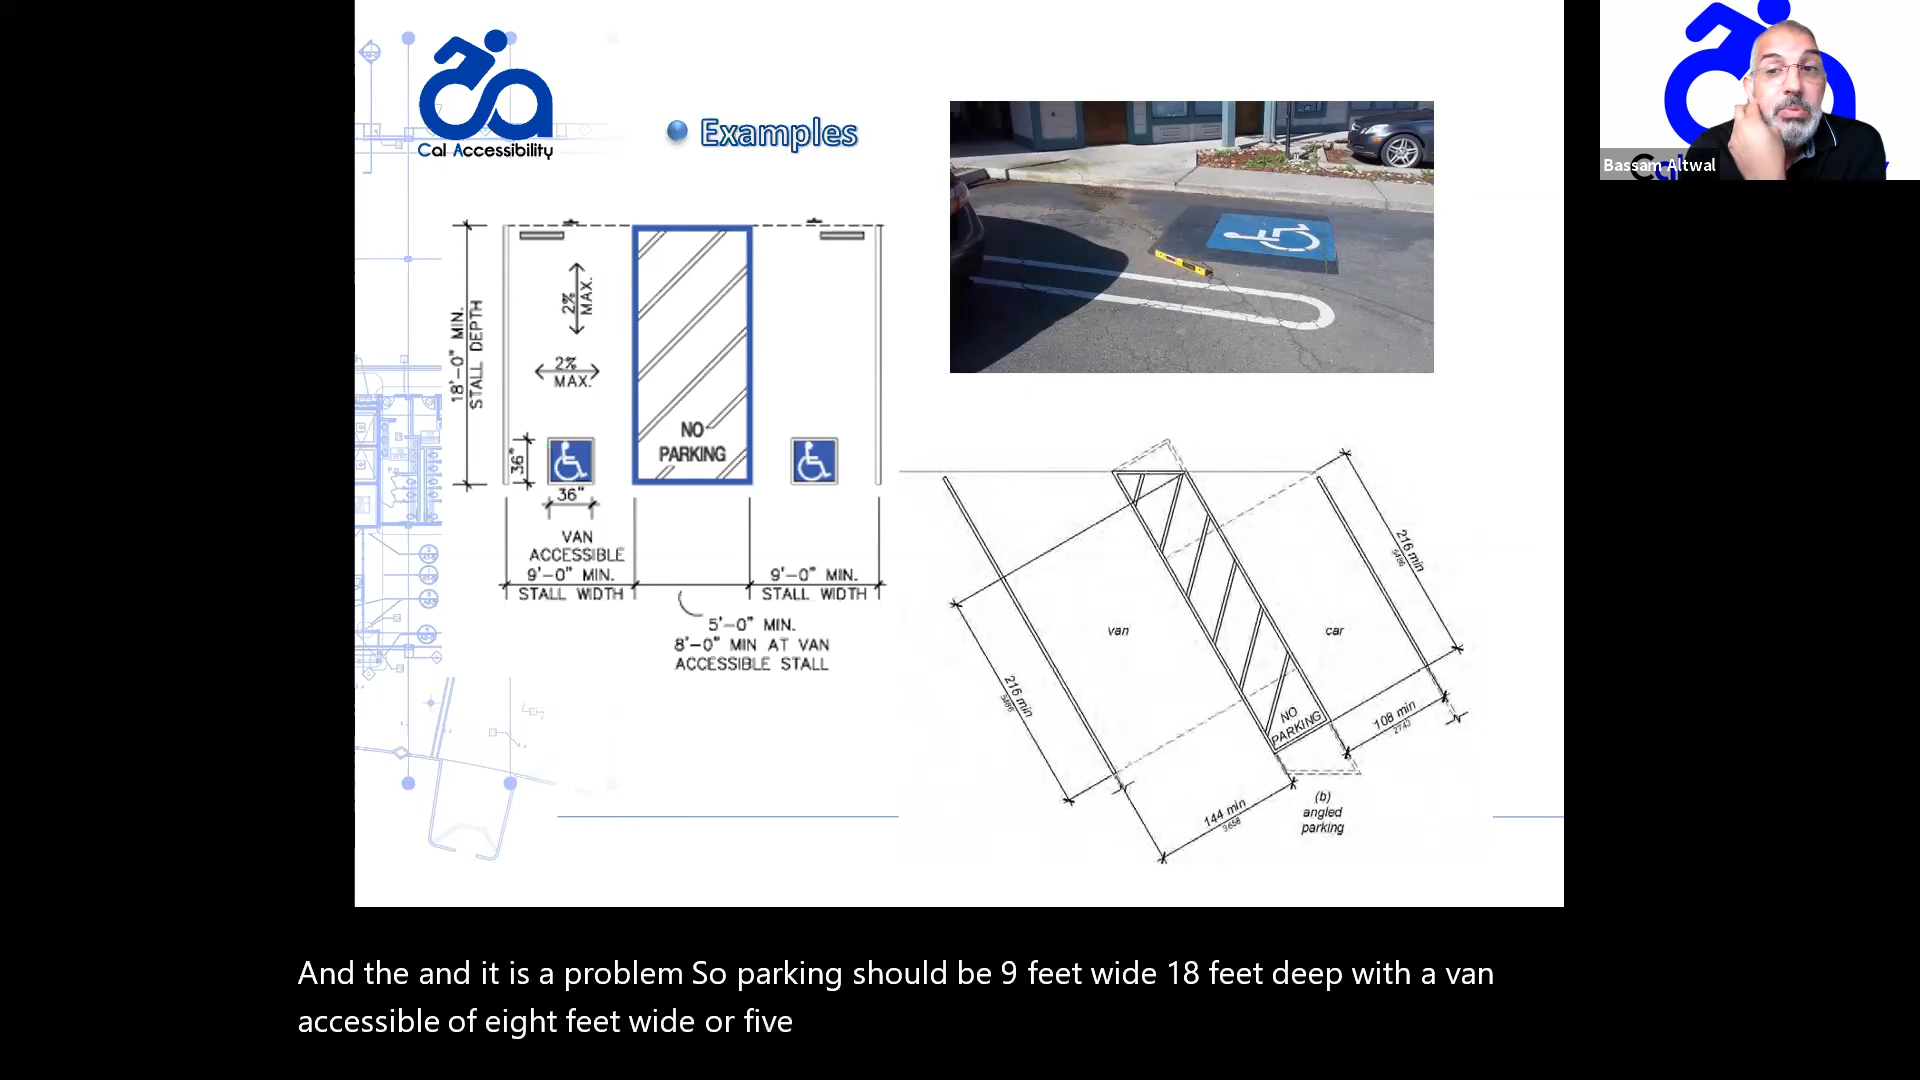 Cal Accessibility
Examples
Bassam Altwal
18'-0" MIN.
STALL DEPTH
2%
MAX.
2%
MAX.
NO
PARKING
36"
36"
VAN
ACCESSIBLE
9'-0" MIN.
STALL WIDTH
9'-0" MIN.
STALL WIDTH
5'-0" MIN.
8'-0" MIN AT VAN
ACCESSIBLE STALL
216 min
5486
van
car
216 min
5486
NO
PARKING
108 min
2743
144 min
3658
(b)
angled
parking
And the and it is a problem So parking should be 9 feet wide 18 feet deep with a van
accessible of eight feet wide or five